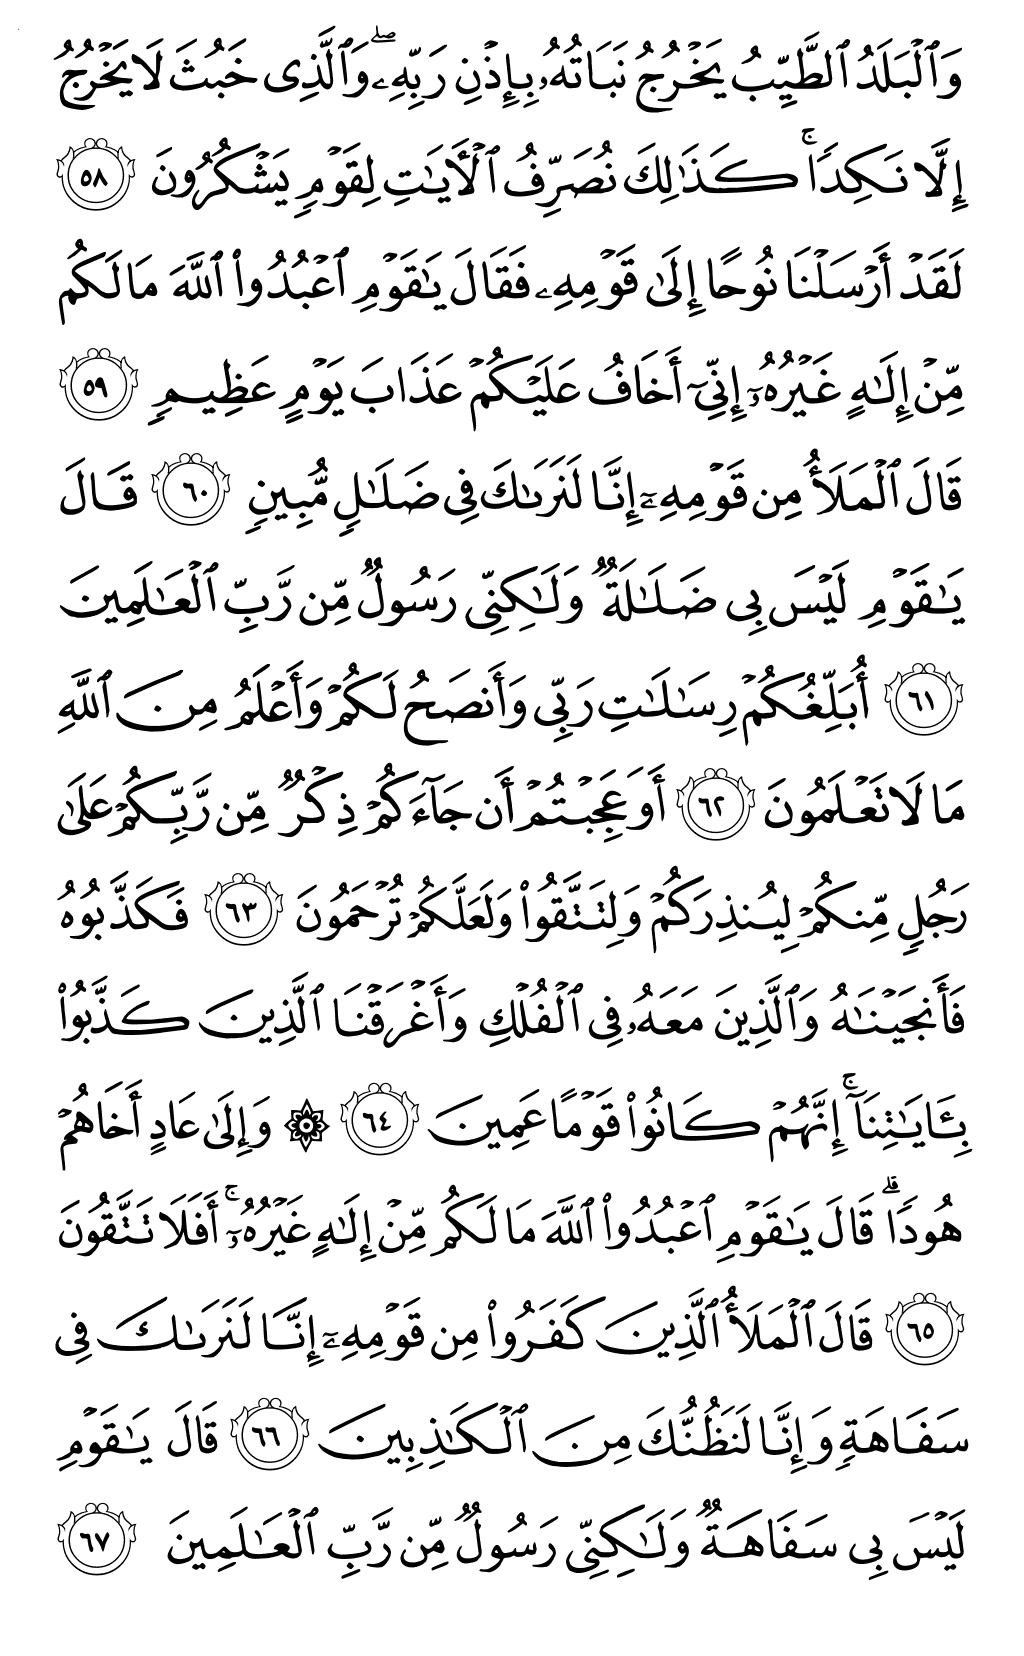 وَٱلْبَلَدُ ٱلطَّيِّبُ يَخْرُجُ نَبَاتُهُۥ بِإِذْنِ رَبِّهِۦ ۖ وَٱلَّذِى خَبُثَ لَا يَخْرُجُ
إِلَّا نَكِدًا ۚ كَذَٰلِكَ نُصَرِّفُ ٱلْأَيَٰتِ لِقَوْمٍ يَشْكُرُونَ ٥٨
لَقَدْ أَرْسَلْنَا نُوحًا إِلَىٰ قَوْمِهِۦ فَقَالَ يَٰقَوْمِ ٱعْبُدُوا۟ ٱللَّهَ مَا لَكُم
مِّنْ إِلَٰهٍ غَيْرُهُۥٓ إِنِّىٓ أَخَافُ عَلَيْكُمْ عَذَابَ يَوْمٍ عَظِيمٍ ٥٩
قَالَ ٱلْمَلَأُ مِن قَوْمِهِۦٓ إِنَّا لَنَرَىٰكَ فِى ضَلَٰلٍ مُّبِينٍ ٦٠ قَالَ
يَٰقَوْمِ لَيْسَ بِى ضَلَٰلَةٌ وَلَٰكِنِّى رَسُولٌ مِّن رَّبِّ ٱلْعَٰلَمِينَ
٦١ أُبَلِّغُكُمْ رِسَٰلَٰتِ رَبِّى وَأَنصَحُ لَكُمْ وَأَعْلَمُ مِنَ ٱللَّهِ
مَا لَا تَعْلَمُونَ ٦٢ أَوَعَجِبْتُمْ أَن جَآءَكُمْ ذِكْرٌ مِّن رَّبِّكُمْ عَلَىٰ
رَجُلٍ مِّنكُمْ لِيُنذِرَكُمْ وَلِتَتَّقُوا۟ وَلَعَلَّكُمْ تُرْحَمُونَ ٦٣ فَكَذَّبُوهُ
فَأَنجَيْنَٰهُ وَٱلَّذِينَ مَعَهُۥ فِى ٱلْفُلْكِ وَأَغْرَقْنَا ٱلَّذِينَ كَذَّبُوا۟
بِـَٔايَٰتِنَآ ۚ إِنَّهُمْ كَانُوا۟ قَوْمًا عَمِينَ ٦٤ ۞ وَإِلَىٰ عَادٍ أَخَاهُمْ
هُودًا ۗ قَالَ يَٰقَوْمِ ٱعْبُدُوا۟ ٱللَّهَ مَا لَكُم مِّنْ إِلَٰهٍ غَيْرُهُۥٓ ۚ أَفَلَا تَتَّقُونَ
٦٥ قَالَ ٱلْمَلَأُ ٱلَّذِينَ كَفَرُوا۟ مِن قَوْمِهِۦٓ إِنَّا لَنَرَىٰكَ فِى
سَفَاهَةٍ وَإِنَّا لَنَظُنُّكَ مِنَ ٱلْكَٰذِبِينَ ٦٦ قَالَ يَٰقَوْمِ
لَيْسَ بِى سَفَاهَةٌ وَلَٰكِنِّى رَسُولٌ مِّن رَّبِّ ٱلْعَٰلَمِينَ ٦٧